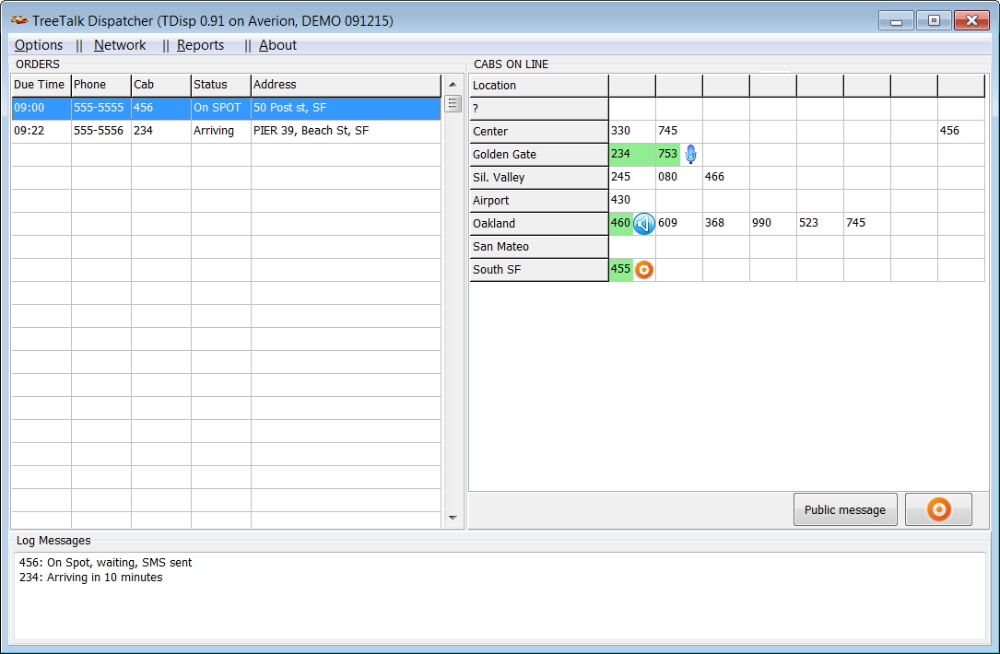 TreeTalk Dispatcher (TDisp 0.91 on Averion, DEMO 091215)
Options || Network || Reports || About
ORDERS
Due Time Phone Cab Status Address
09:00 555-5555 456 On SPOT 50 Post st, SF
09:22 555-5556 234 Arriving PIER 39, Beach St, SF
CABS ON LINE
Location
?
Center 330 745 456
Golden Gate 234 753
Sil. Valley 245 080 466
Airport 430
Oakland 460 609 368 990 523 745
San Mateo
South SF 455
Public message
Log Messages
456: On Spot, waiting, SMS sent
234: Arriving in 10 minutes